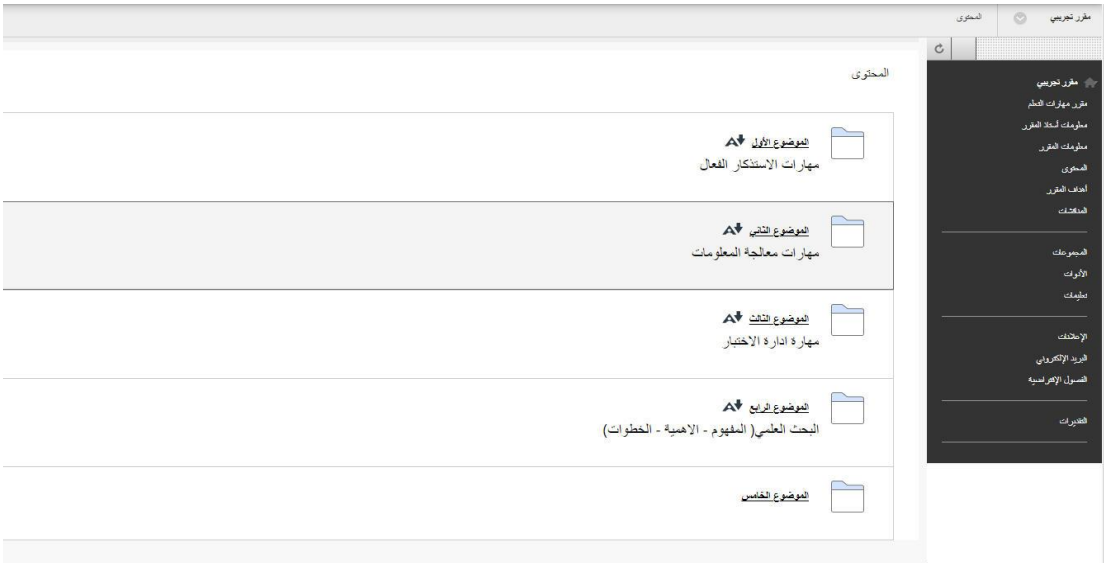 مقرر تجريبي
المحتوى
مقرر تجريبي
مقرر مهارات التعلم
معلومات أستاذ المقرر
معلومات المقرر
المحتوى
أهداف المقرر
المناقشات
المجموعات
الأدوات
تعليمات
الإعلانات
البريد الإلكتروني
الفصول الإفتراضية
التقديرات
المحتوى
الموضوع الأول
مهارات الاستذكار الفعال
الموضوع الثاني
مهارات معالجة المعلومات
الموضوع الثالث
مهارة ادارة الاختبار
الموضوع الرابع
البحث العلمي( المفهوم - الاهمية - الخطوات)
الموضوع الخامس